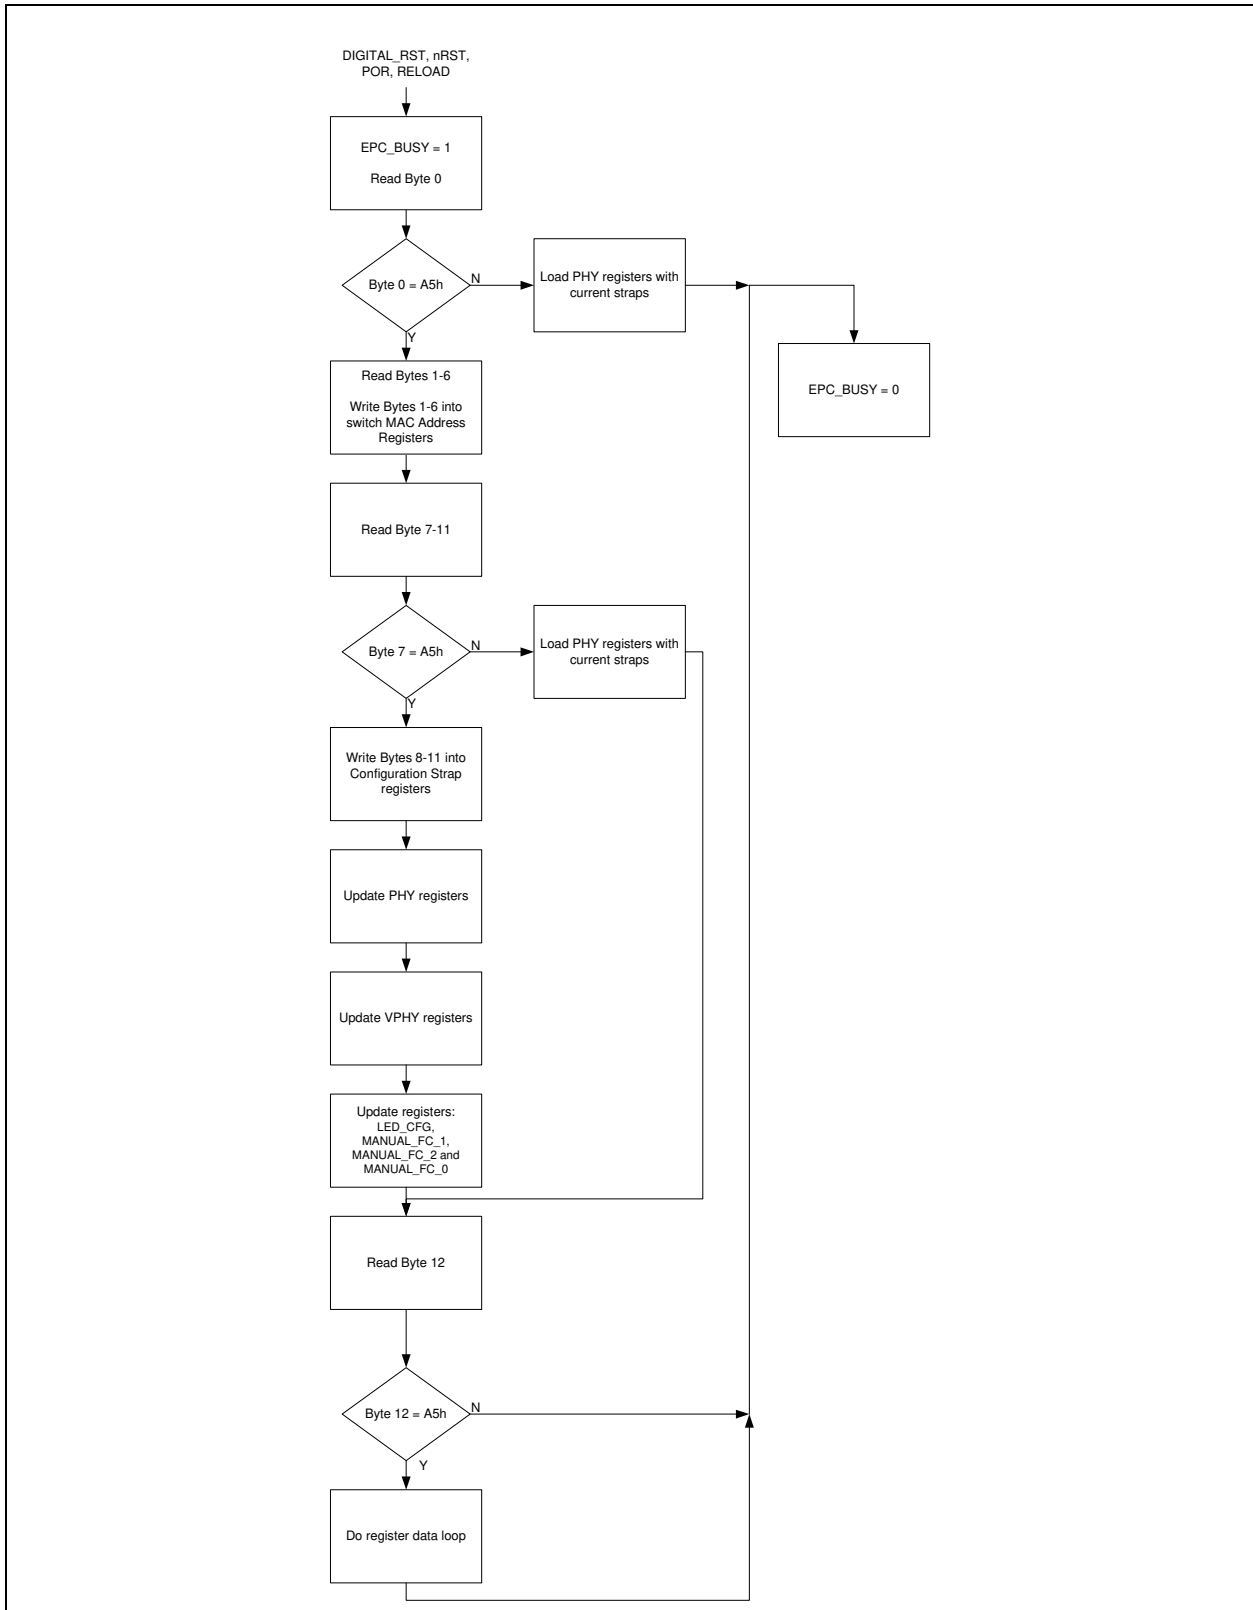 DIGITAL_RST, nRST,
POR, RELOAD
EPC_BUSY = 1
Read Byte 0
Byte 0 = A5h
N
Load PHY registers with
current straps
Y
EPC_BUSY = 0
Read Bytes 1-6
Write Bytes 1-6 into
switch MAC Address
Registers
Read Byte 7-11
Byte 7 = A5h
N
Load PHY registers with
current straps
Y
Write Bytes 8-11 into
Configuration Strap
registers
Update PHY registers
Update VPHY registers
Update registers:
LED_CFG,
MANUAL_FC_1,
MANUAL_FC_2 and
MANUAL_FC_0
Read Byte 12
Byte 12 = A5h
N
Y
Do register data loop